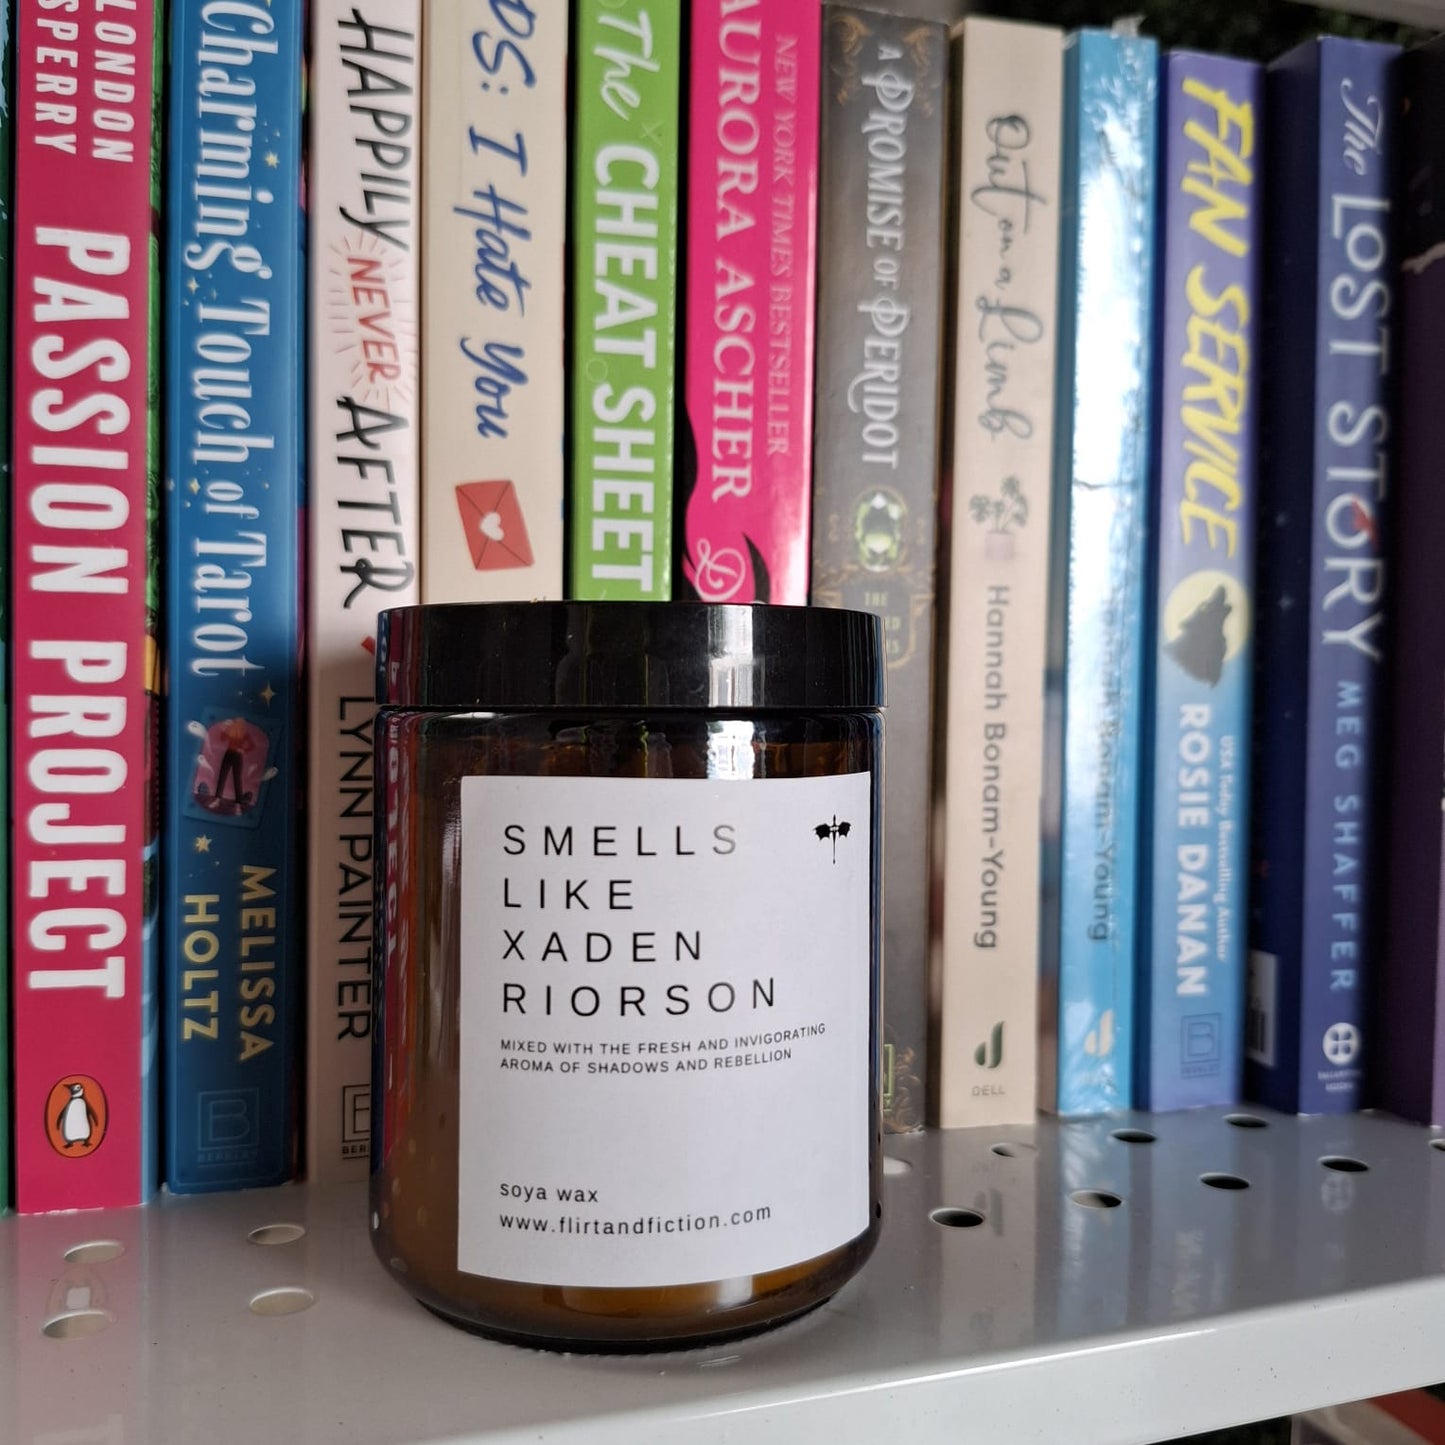 LONDON
SPERRY
PASSION PROJECT
Charming Touch of Tarot
MELISSA
HOLTZ
HAPPILY
NEVER
AFTER
LYNN PAINTER
PS: I Hate You
The CHEAT SHEET
NEW YORK TIMES BESTSELLER
AURORA ASCHER
A PROMISE OF PERIDOT
THE
Out on a Limb
Hannah Bonam-Young
DELL
Bonam-Young
FAN SERVICE
USA Today Bestselling Author
ROSIE DANAN
The LOST STORY
MEG SHAFFER
SMELLS
LIKE
XADEN
RIORSON
MIXED WITH THE FRESH AND INVIGORATING
AROMA OF SHADOWS AND REBELLION
soya wax
www.flirtandfiction.com